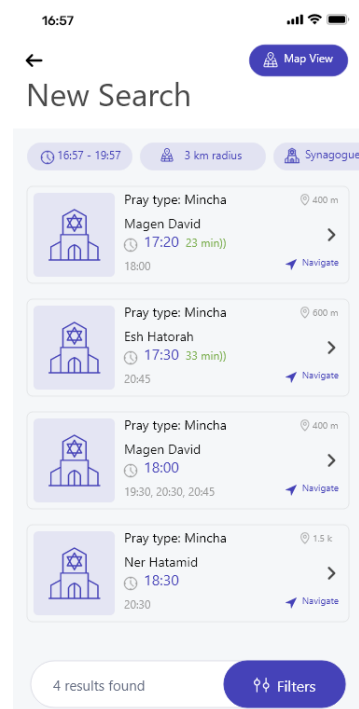 16:57
Map View
New Search
16:57 - 19:57
3 km radius
Synagogue
Pray type: Mincha
400 m
Magen David
17:20 23 min))
18:00
Navigate
Pray type: Mincha
600 m
Esh Hatorah
17:30 33 min))
20:45
Navigate
Pray type: Mincha
400 m
Magen David
18:00
19:30, 20:30, 20:45
Navigate
Pray type: Mincha
1.5 k
Ner Hatamid
18:30
20:30
Navigate
4 results found
Filters